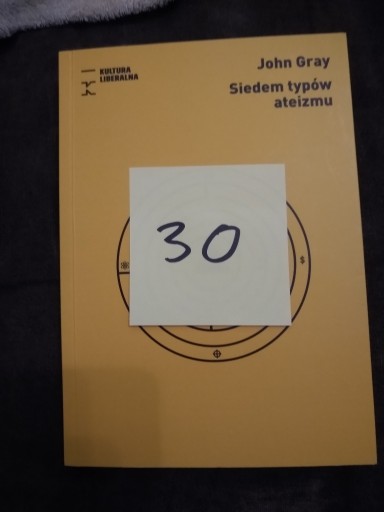 KULTURA
LIBERALNA
John Gray
Siedem typów
ateizmu
30
$